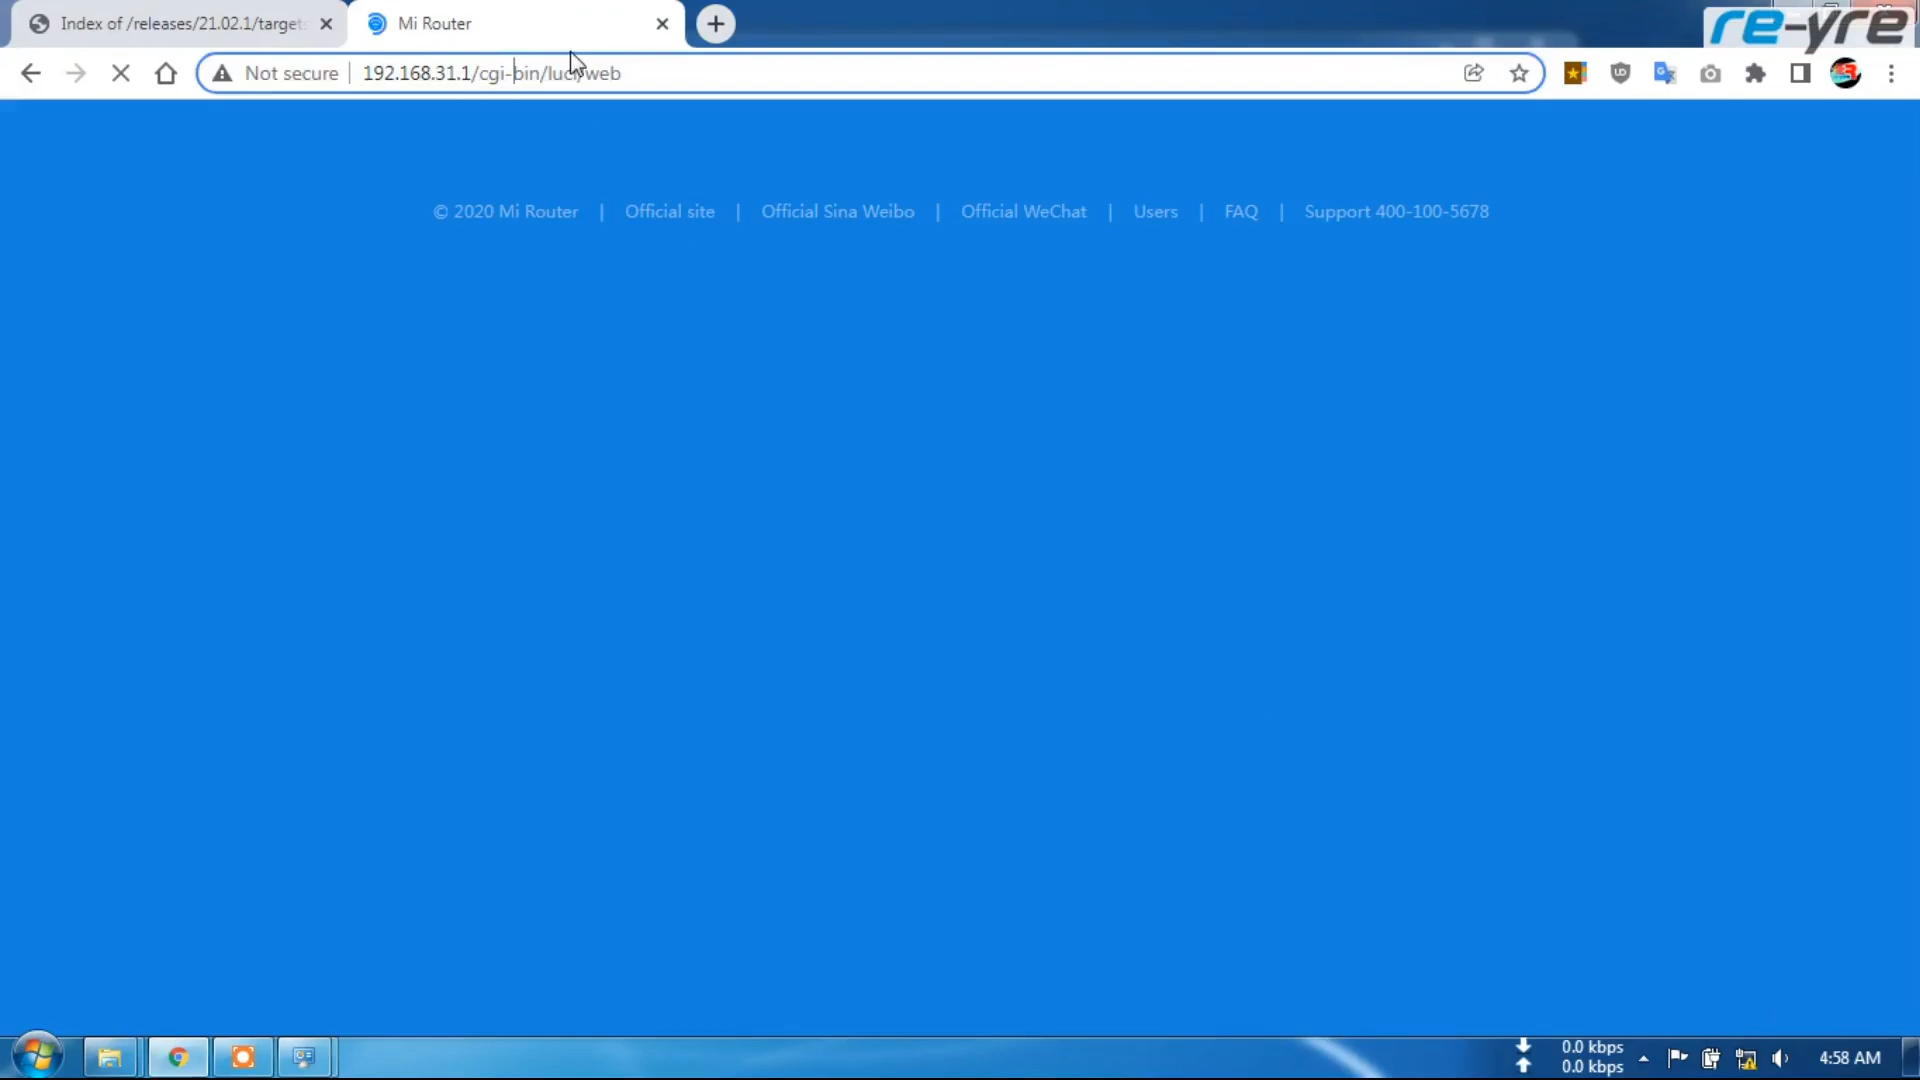 Index of /releases/21.02.1/target
Mi Router
re-yre
Not secure
192.168.31.1/cgi-bin/luci/web
© 2020 Mi Router | Official site | Official Sina Weibo | Official WeChat | Users | FAQ | Support 400-100-5678
0.0 kbps
0.0 kbps
4:58 AM